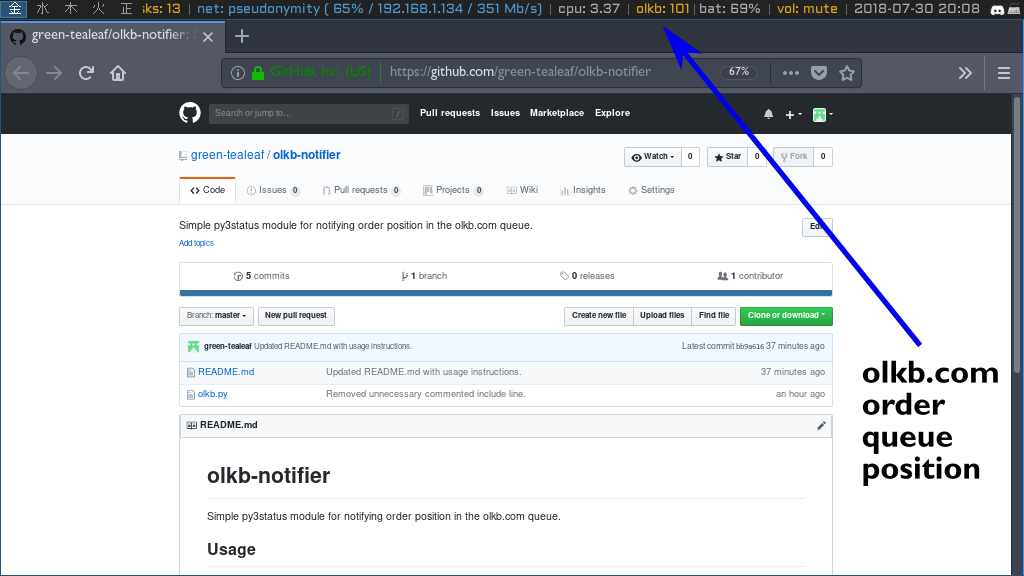 金 水 木 火 正 sks: 13 | net: pseudonymity ( 65% / 192.168.1.134 / 351 Mb/s) | cpu: 3.37 | olkb: 101 | bat: 69% | vol: mute | 2018-07-30 20:08
green-tealeaf/olkb-notifier:
GitHub, Inc. (US) https://github.com/green-tealeaf/olkb-notifier 67%
Search or jump to... / Pull requests Issues Marketplace Explore
green-tealeaf / olkb-notifier Watch 0 Star 0 Fork 0
Code Issues 0 Pull requests 0 Projects 0 Wiki Insights Settings
Simple py3status module for notifying order position in the olkb.com queue.
Add topics
5 commits 1 branch 0 releases 1 contributor
Branch: master New pull request Create new file Upload files Find file Clone or download
green-tealeaf Updated README.md with usage instructions. Latest commit bb9a616 37 minutes ago
README.md Updated README.md with usage instructions. 37 minutes ago
olkb.py Removed unnecessary commented include line. an hour ago
README.md
olkb-notifier
Simple py3status module for notifying order position in the olkb.com queue.
Usage
olkb.com
order
queue
position